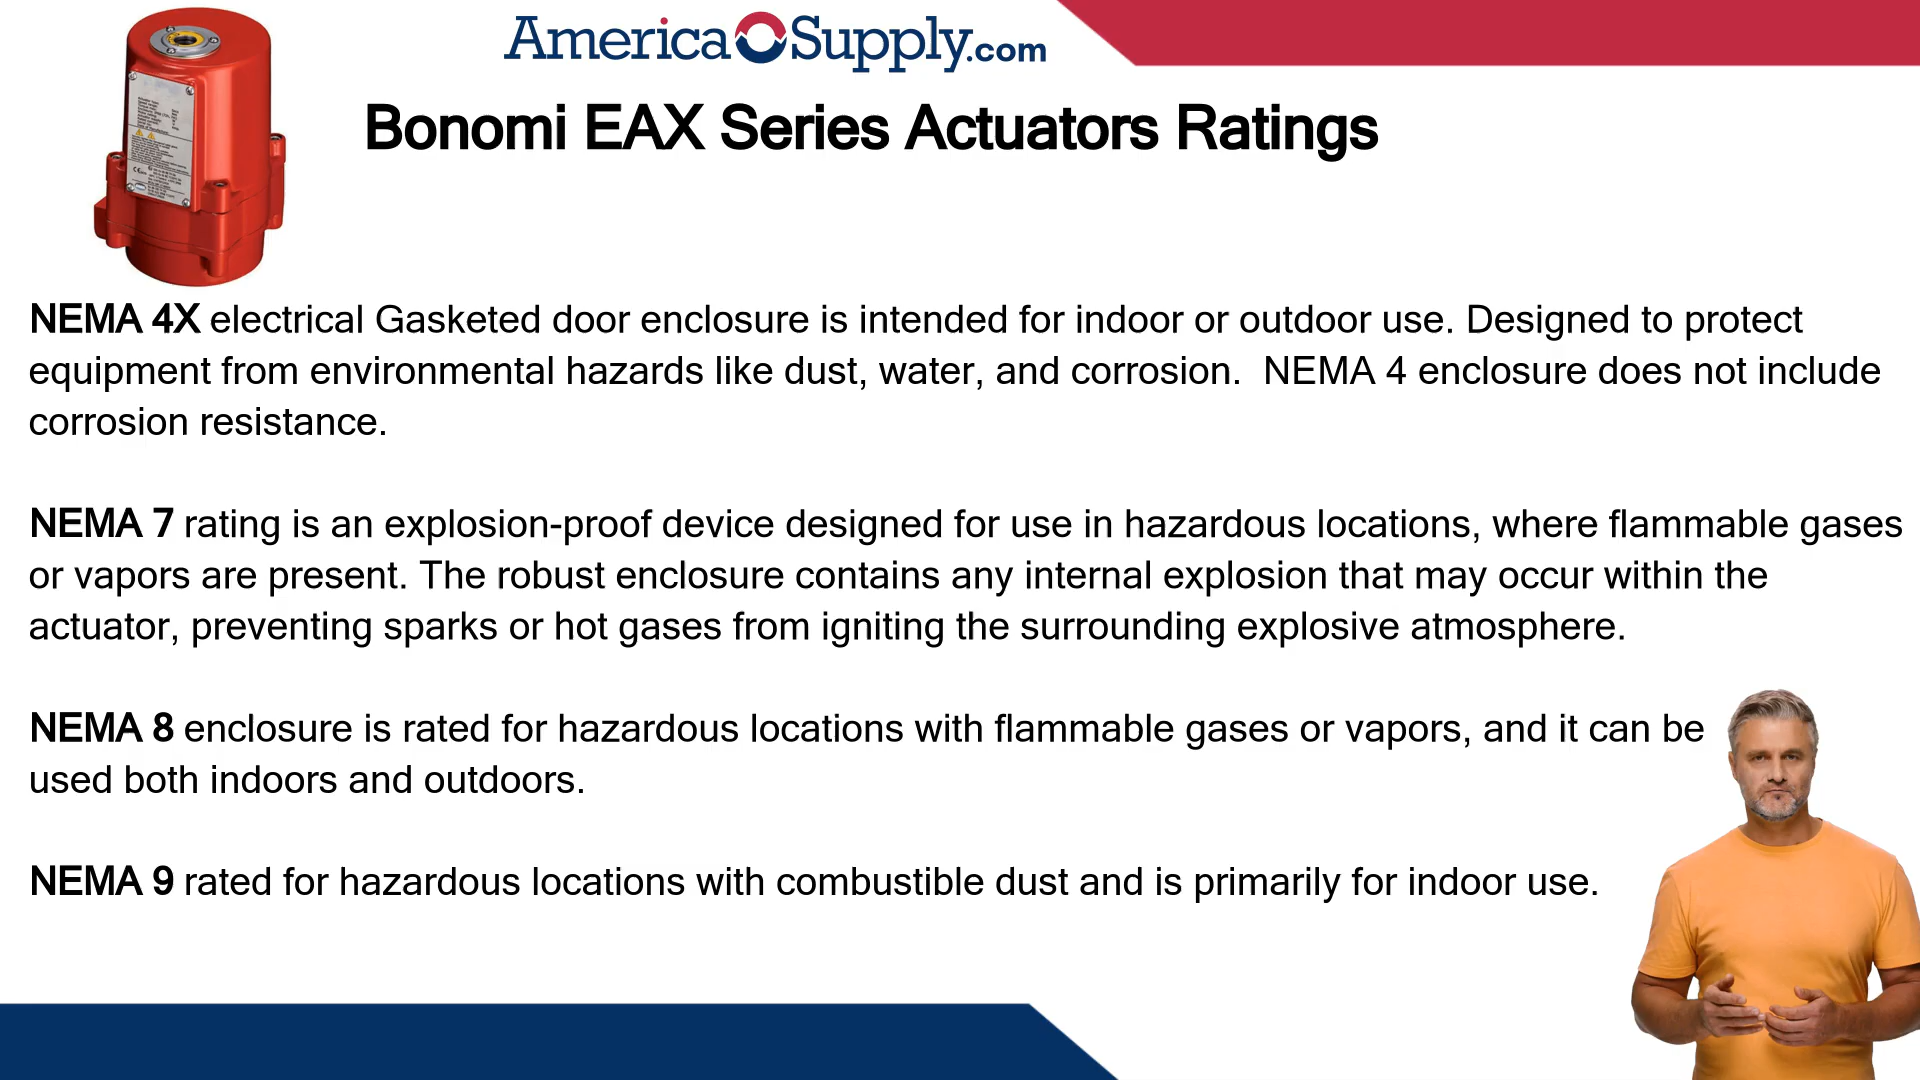 AmericaSupply.com
Bonomi EAX Series Actuators Ratings
NEMA 4X electrical Gasketed door enclosure is intended for indoor or outdoor use. Designed to protect
equipment from environmental hazards like dust, water, and corrosion.  NEMA 4 enclosure does not include
corrosion resistance.
NEMA 7 rating is an explosion-proof device designed for use in hazardous locations, where flammable gases
or vapors are present. The robust enclosure contains any internal explosion that may occur within the
actuator, preventing sparks or hot gases from igniting the surrounding explosive atmosphere.
NEMA 8 enclosure is rated for hazardous locations with flammable gases or vapors, and it can be
used both indoors and outdoors.
NEMA 9 rated for hazardous locations with combustible dust and is primarily for indoor use.